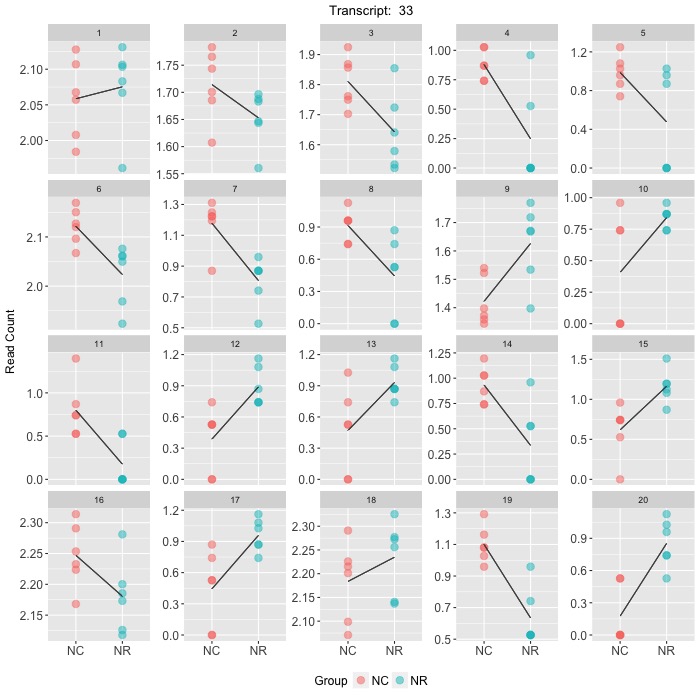 Transcript: 33
1 2 3 4 5
2.10 2.05 2.00
1.75 1.70 1.65 1.60 1.55
1.9 1.8 1.7 1.6
1.00 0.75 0.50 0.25 0.00
1.2 0.8 0.4 0.0
6 7 8 9 10
2.1 2.0
1.3 1.1 0.9 0.7 0.5
0.9 0.6 0.3 0.0
1.7 1.6 1.5 1.4
1.00 0.75 0.50 0.25 0.00
Read Count
11 12 13 14 15
1.0 0.5 0.0
1.2 0.9 0.6 0.3 0.0
1.2 0.9 0.6 0.3 0.0
1.25 1.00 0.75 0.50 0.25 0.00
1.5 1.0 0.5 0.0
16 17 18 19 20
2.30 2.25 2.20 2.15
1.2 0.9 0.6 0.3 0.0
2.30 2.25 2.20 2.15 2.10
1.3 1.1 0.9 0.7 0.5
0.9 0.6 0.3 0.0
NC NR NC NR NC NR NC NR NC NR
Group NC NR